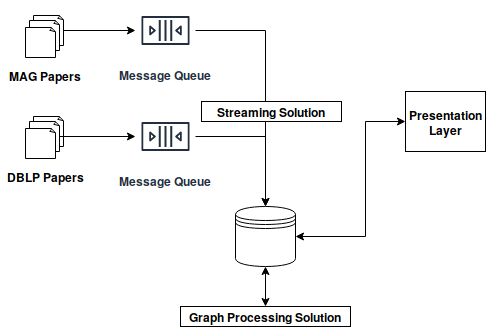 MAG Papers
Message Queue
Streaming Solution
Presentation
Layer
DBLP Papers
Message Queue
Graph Processing Solution